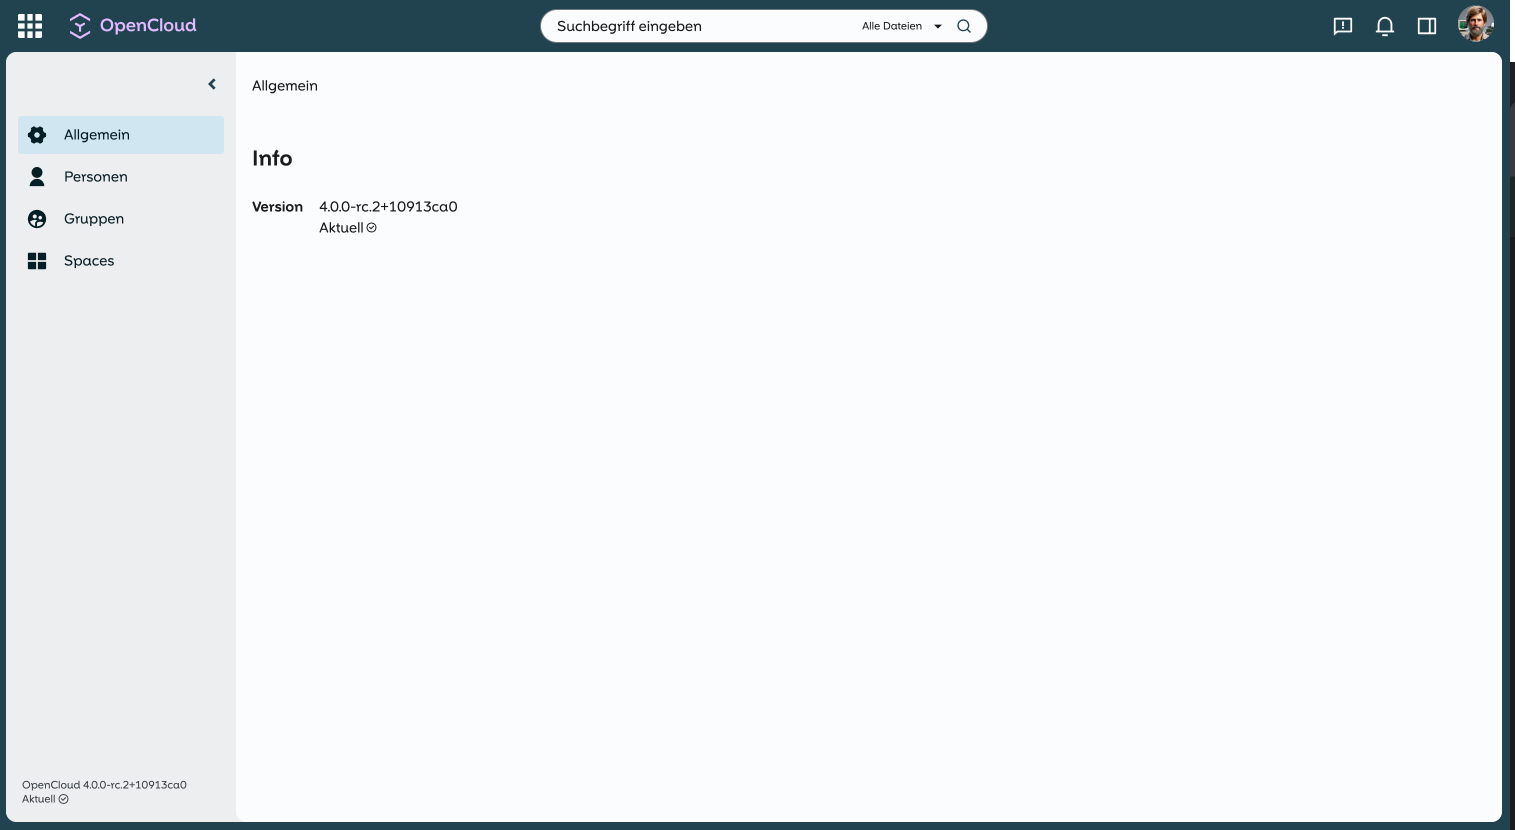 OpenCloud
Suchbegriff eingeben
Alle Dateien
Allgemein
Personen
Gruppen
Spaces
OpenCloud 4.0.0-rc.2+10913ca0
Aktuell
Allgemein
Info
Version 4.0.0-rc.2+10913ca0
Aktuell